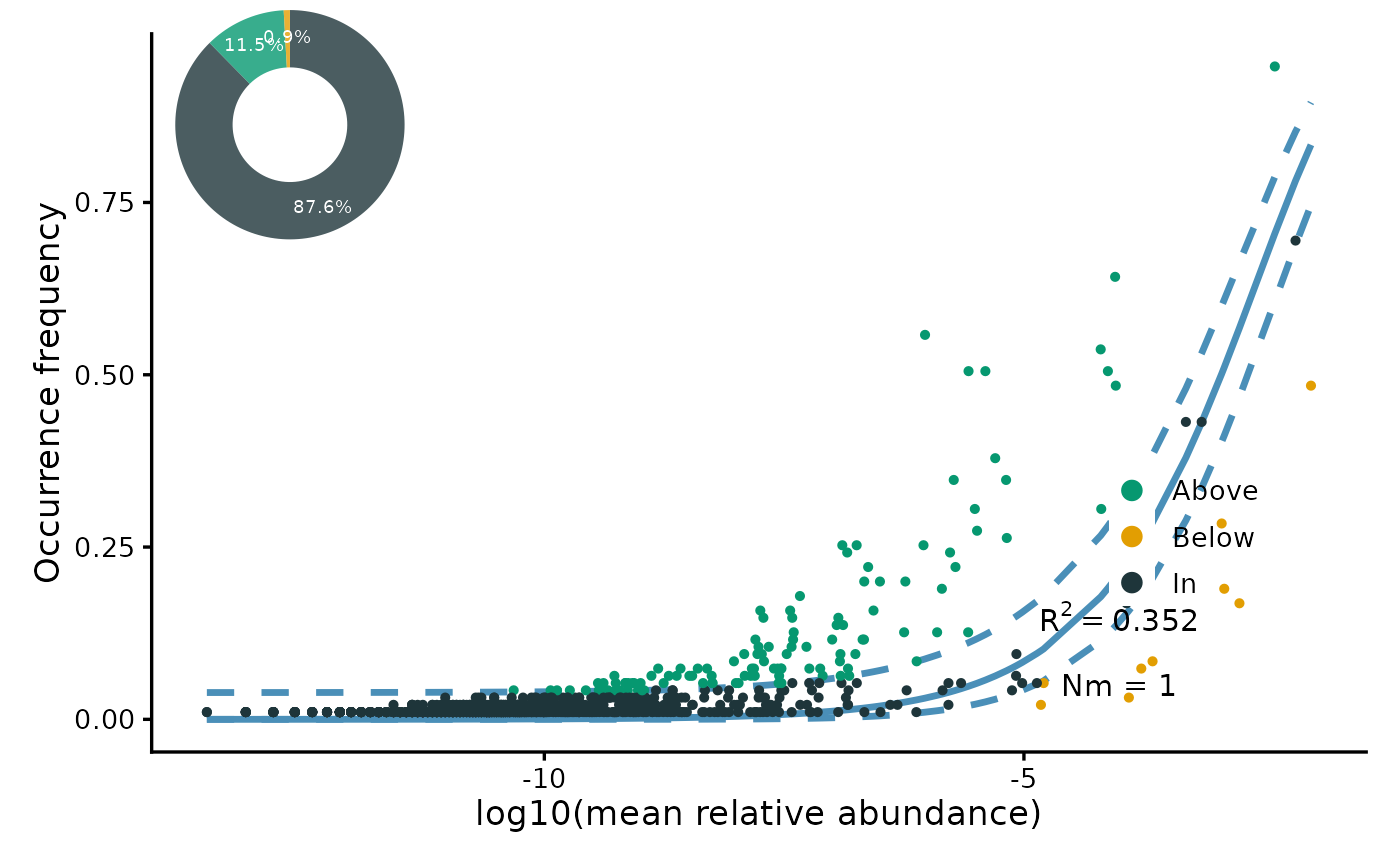 11.5%
0.9%
87.6%
0.75
0.50
0.25
0.00
Occurrence frequency
Above
Below
In
R² = 0.352
Nm = 1
-10
-5
log10(mean relative abundance)